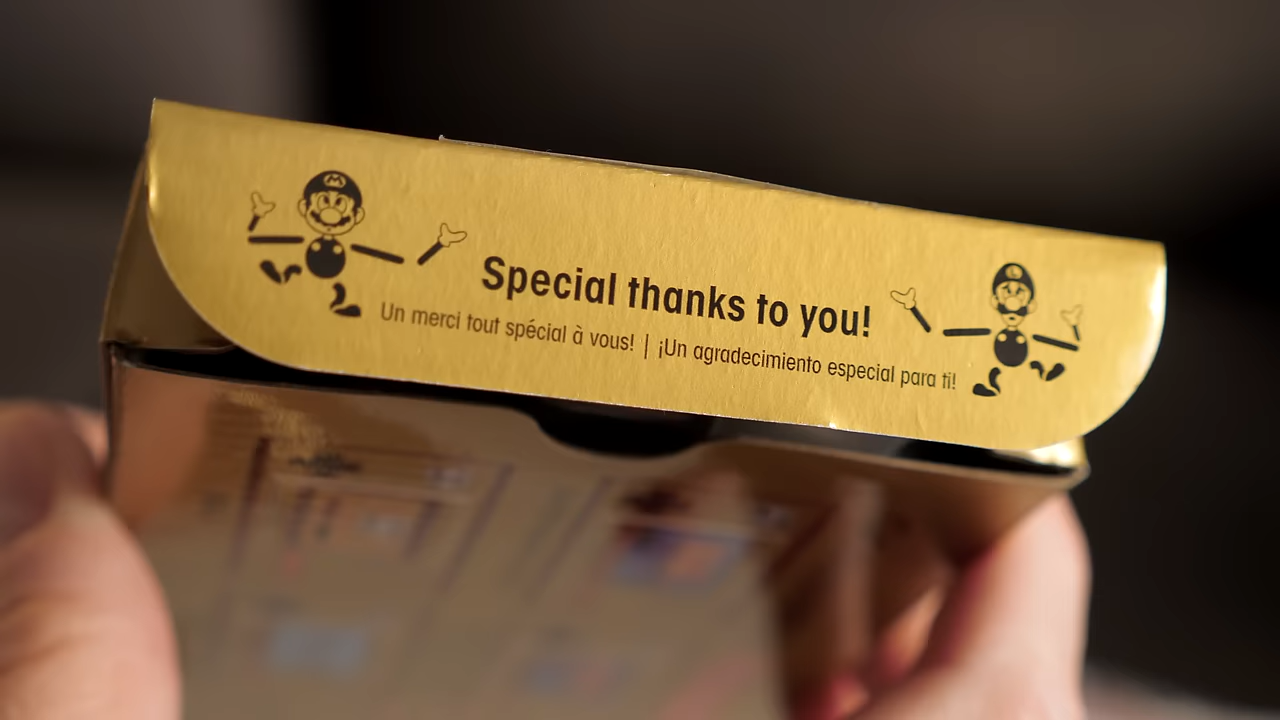 Special thanks to you!
Un merci tout spécial à vous! | ¡Un agradecimiento especial para ti!